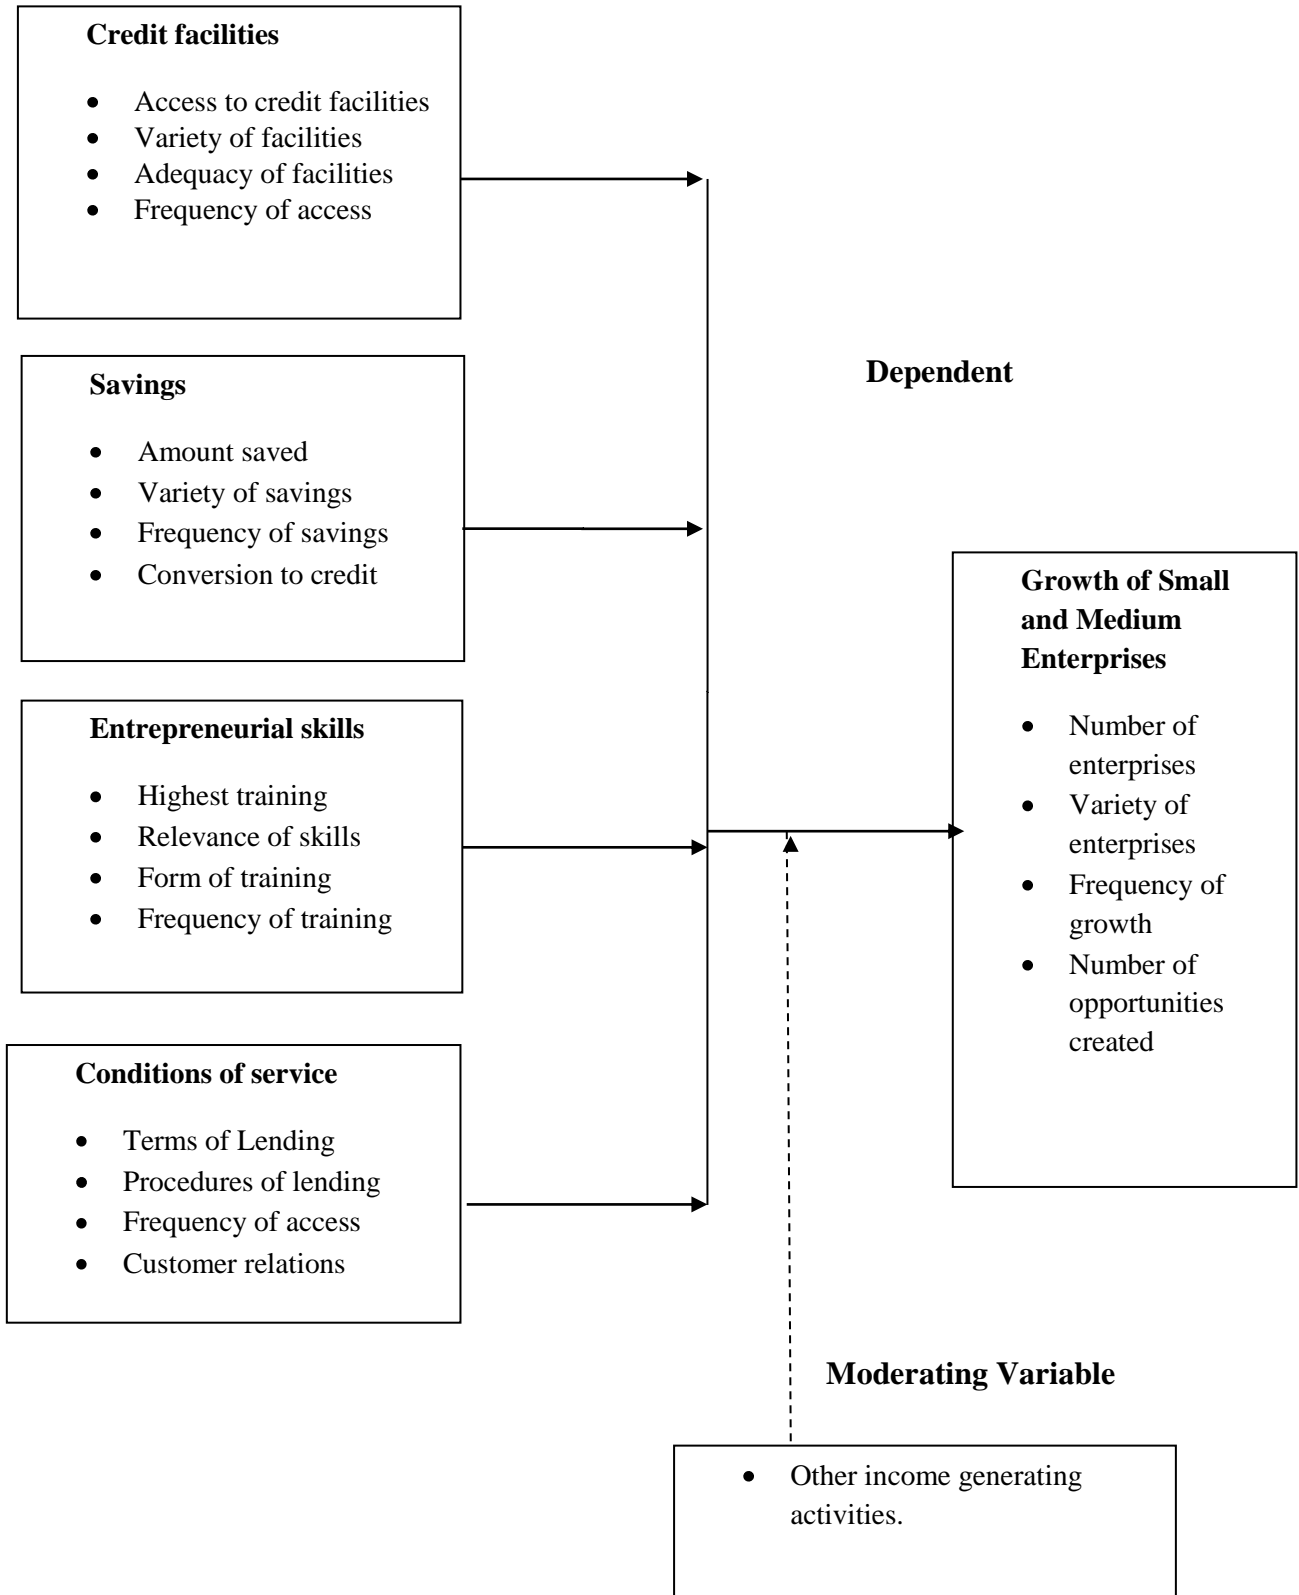 Credit facilities
• Access to credit facilities
• Variety of facilities
• Adequacy of facilities
• Frequency of access
Savings
• Amount saved
• Variety of savings
• Frequency of savings
• Conversion to credit
Entrepreneurial skills
• Highest training
• Relevance of skills
• Form of training
• Frequency of training
Conditions of service
• Terms of Lending
• Procedures of lending
• Frequency of access
• Customer relations
Dependent
Growth of Small
and Medium
Enterprises
• Number of
enterprises
• Variety of
enterprises
• Frequency of
growth
• Number of
opportunities
created
Moderating Variable
• Other income generating
activities.